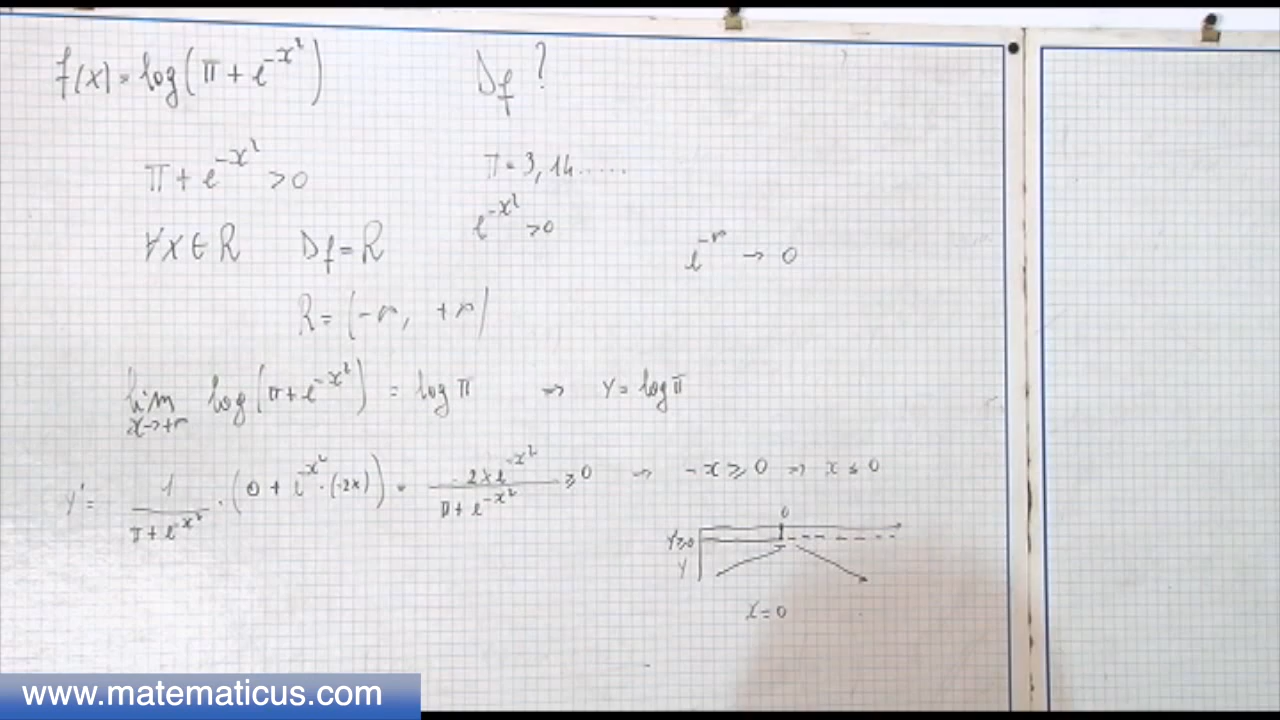 f(x) = log(π + e^{-x²})    Df ?
π + e^{-x²} > 0    π = 3,14.....
e^{-x²} > 0
∀x ∈ R    Df = R    e^{-∞} → 0
R = (-∞, +∞)
lim x→+∞ log(π + e^{-x²}) = log π ⇒ y = log π
y' = 1/(π + e^{-x²}) · (0 + e^{-x²} · (-2x)) = -2x e^{-x²}/(π + e^{-x²}) ≥ 0 → -x ≥ 0 ⇒ x ≤ 0
0
y'≥0
y
x=0
www.matematicus.com